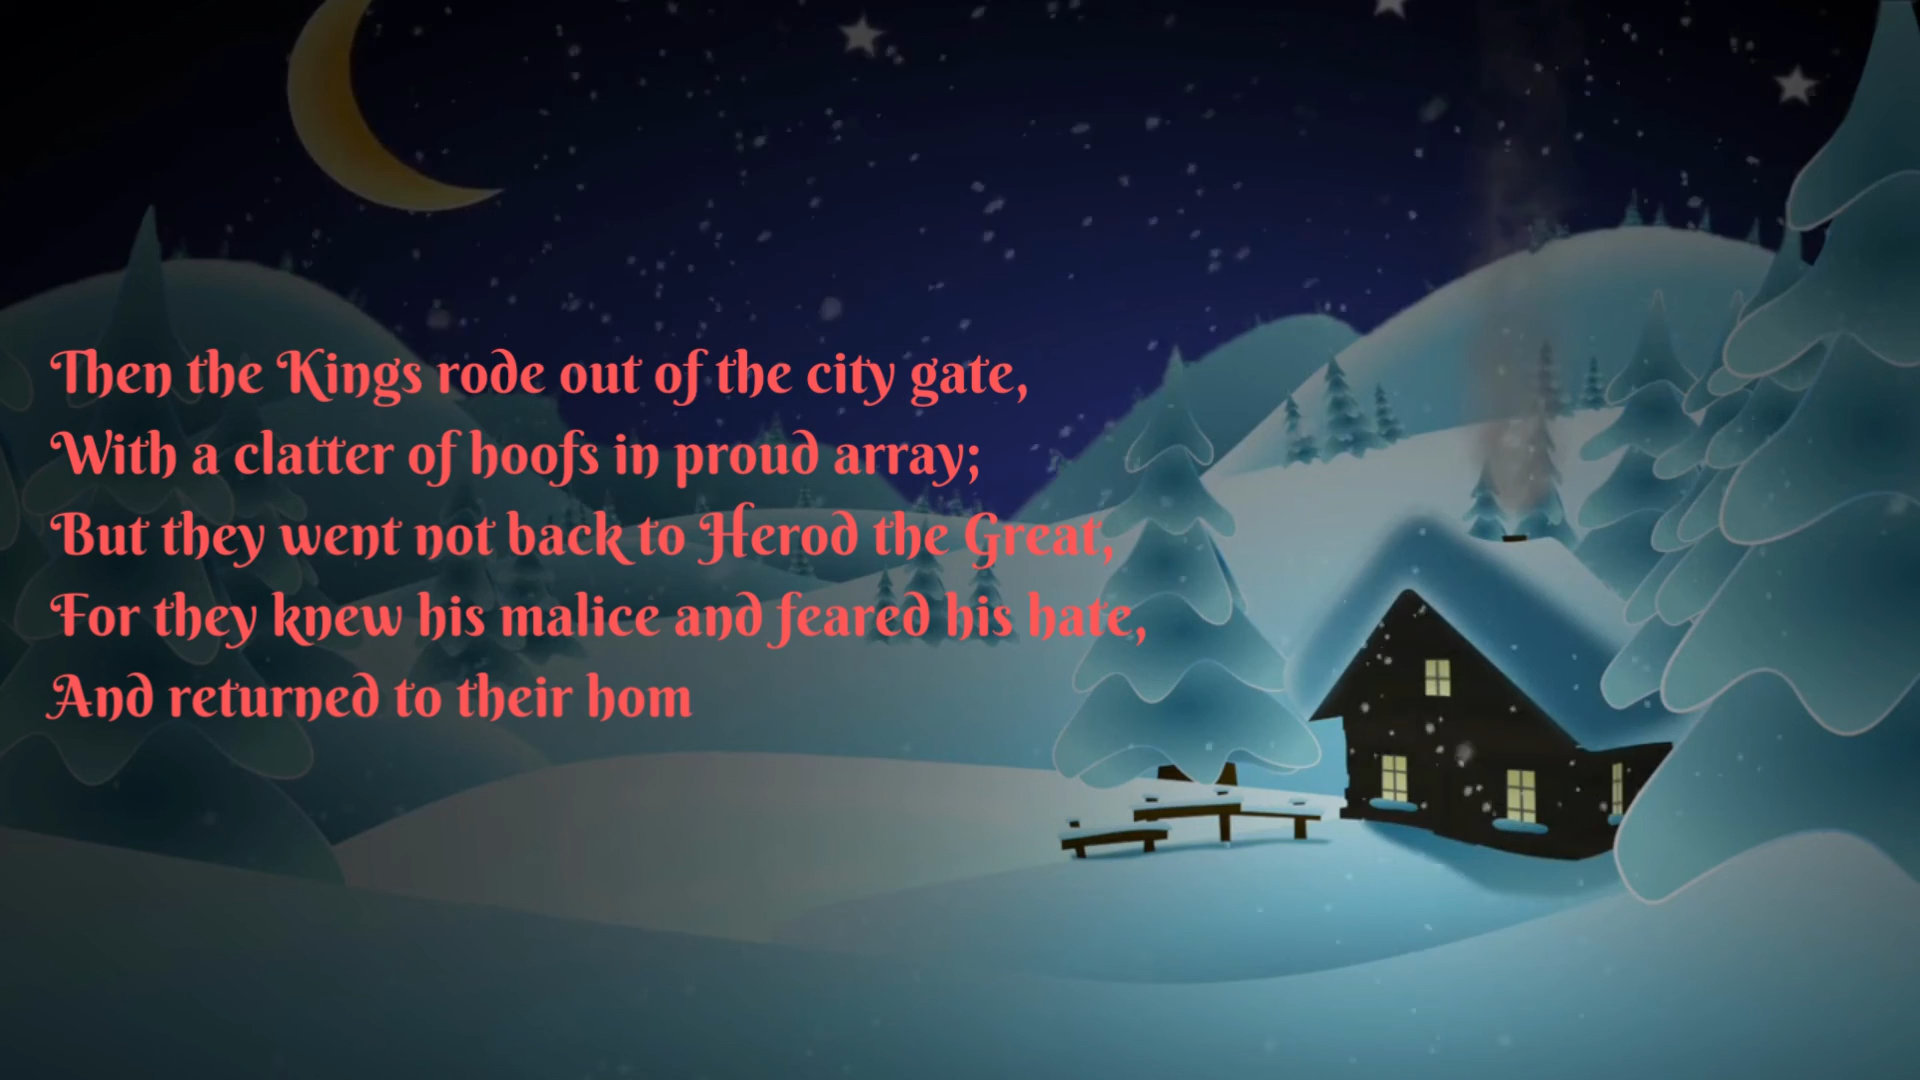 Then the Kings rode out of the city gate,
With a clatter of hoofs in proud array;
But they went not back to Herod the Great,
For they knew his malice and feared his hate,
And returned to their hom